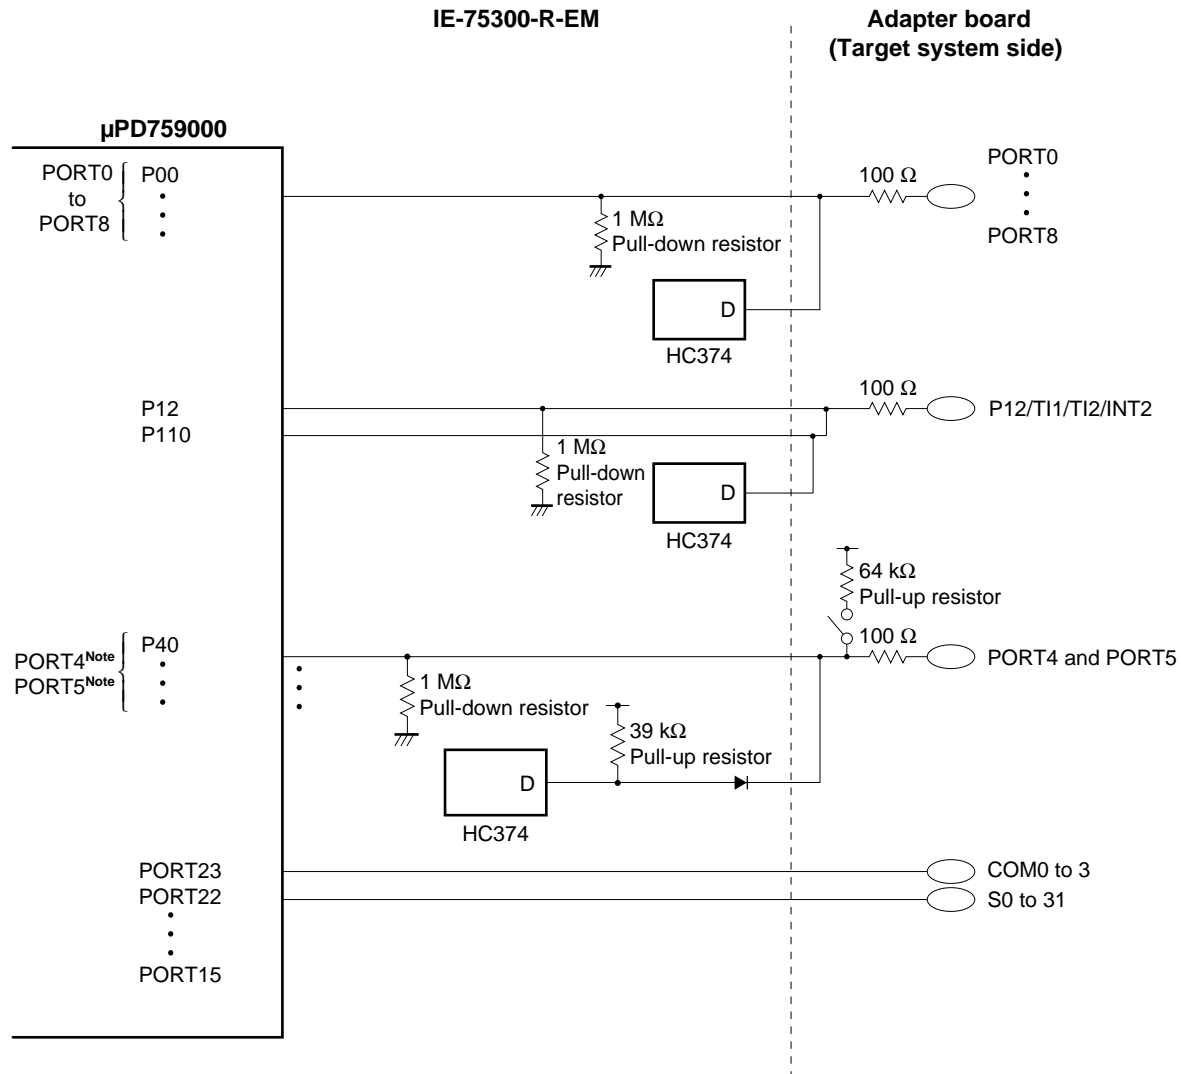 IE-75300-R-EM
Adapter board
(Target system side)
µPD759000
PORT0
to
PORT8
P00
1 MΩ
Pull-down resistor
D
HC374
100 Ω
PORT0
PORT8
P12
P110
1 MΩ
Pull-down
resistor
D
HC374
100 Ω
P12/TI1/TI2/INT2
64 kΩ
Pull-up resistor
100 Ω
PORT4 and PORT5
PORT4Note
PORT5Note
P40
1 MΩ
Pull-down resistor
39 kΩ
Pull-up resistor
D
HC374
PORT23
PORT22
PORT15
COM0 to 3
S0 to 31